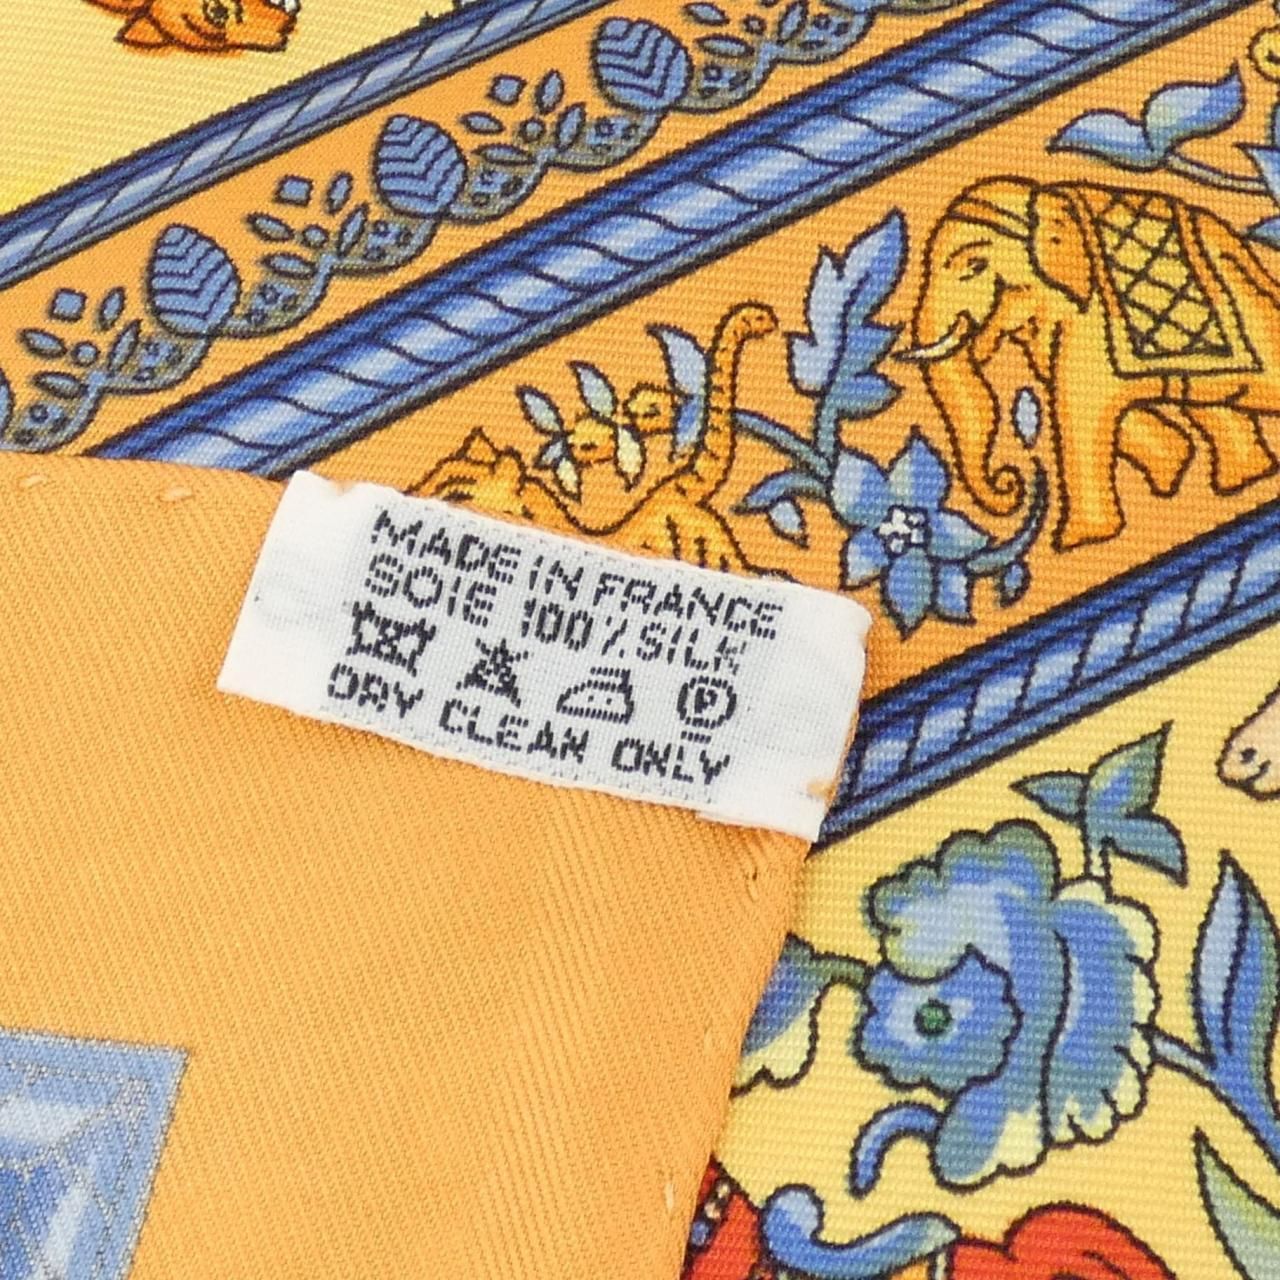 MADE IN FRANCE
SOIE 100% SILK
P
DRY CLEAN ONLY